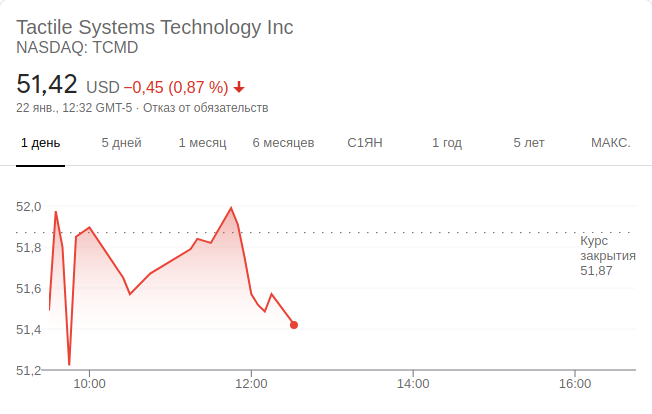 Tactile Systems Technology Inc
NASDAQ: TCMD
51,42 USD −0,45 (0,87 %)
22 янв., 12:32 GMT-5 · Отказ от обязательств
1 день 5 дней 1 месяц 6 месяцев С1ЯН 1 год 5 лет МАКС.
52,0
51,8
51,6
51,4
51,2
Курс
закрытия
51,87
10:00 12:00 14:00 16:00